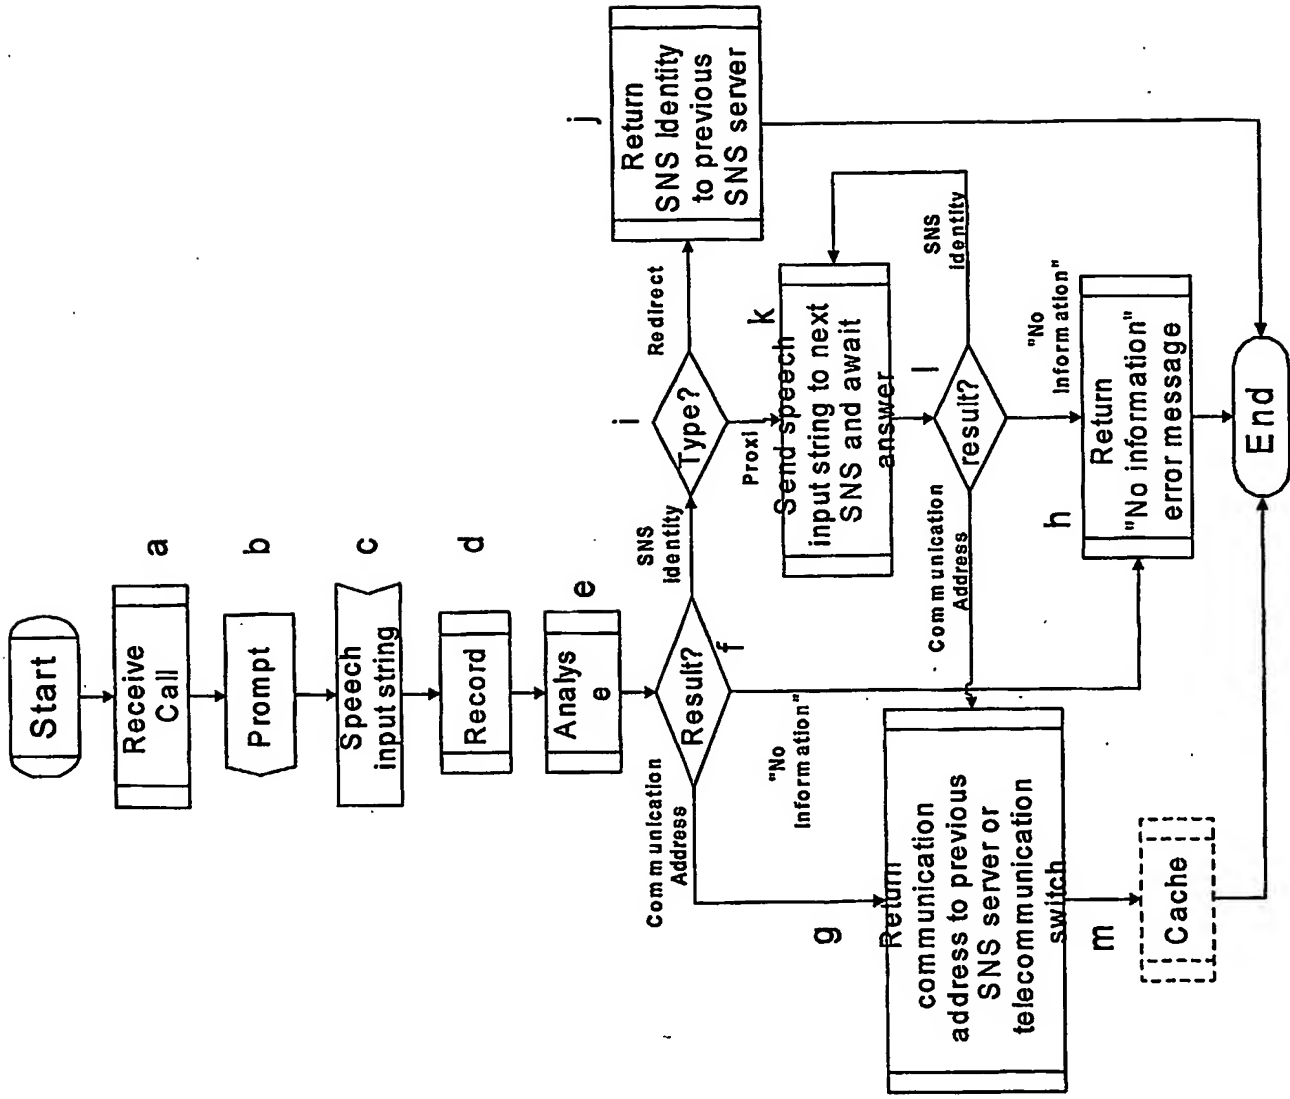 Start
a
Receive
Call
b
Prompt
c
Speech
input string
d
Record
e
Analys
e
f
Result?
Communication
Address
"No
Information"
SNS
identity
i
Type?
Redirect
Proxi
j
Return
SNS Identity
to previous
SNS server
k
Send speech
input string to next
SNS and await
answer
l
result?
SNS
identity
"No
Information"
Communication
Address
g
Return
communication
address to previous
SNS server or
telecommunication
switch
h
Return
"No information"
error message
m
Cache
End